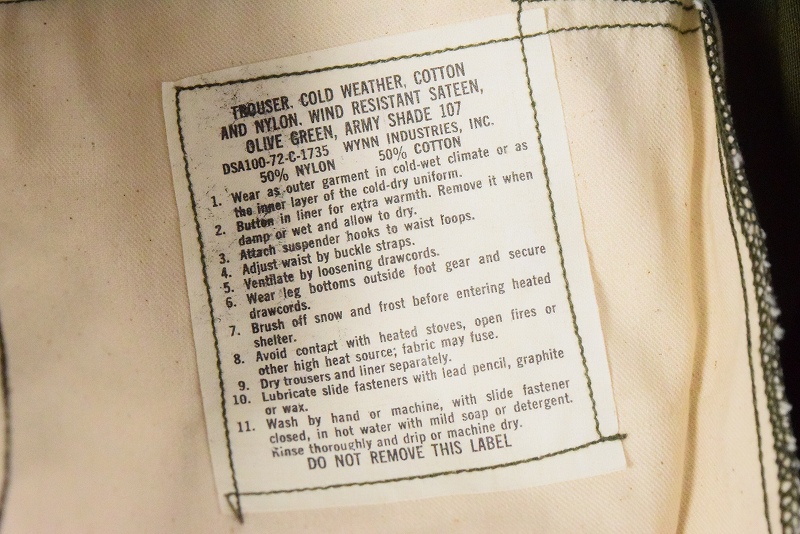 TROUSER. COLD WEATHER, COTTON
AND NYLON. WIND RESISTANT SATEEN,
OLIVE GREEN, ARMY SHADE 107
DSA100-72-C-1735 WYNN INDUSTRIES, INC.
50% NYLON 50% COTTON
1. Wear as outer garment in cold-wet climate or as
the inner layer of the cold-dry uniform.
2. Button in liner for extra warmth. Remove it when
damp or wet and allow to dry.
3. Attach suspender hooks to waist loops.
4. Adjust waist by buckle straps.
5. Ventilate by loosening drawcords.
6. Wear leg bottoms outside foot gear and secure
drawcords.
7. Brush off snow and frost before entering heated
shelter.
8. Avoid contact with heated stoves, open fires or
other high heat source; fabric may fuse.
9. Dry trousers and liner separately.
10. Lubricate slide fasteners with lead pencil, graphite
or wax.
11. Wash by hand or machine, with slide fastener
closed, in hot water with mild soap or detergent.
Rinse thoroughly and drip or machine dry.
DO NOT REMOVE THIS LABEL